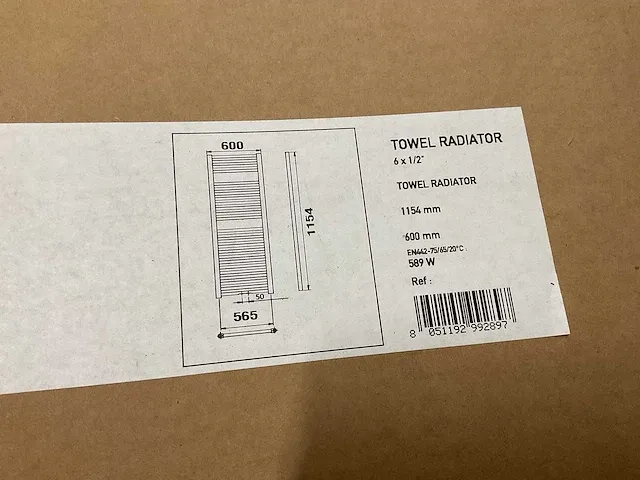 600
1154
50
565
TOWEL RADIATOR
6 x 1/2"
TOWEL RADIATOR
1154 mm
600 mm
EN442-75/65/20°C
589 W
Ref :
8 051192 992897